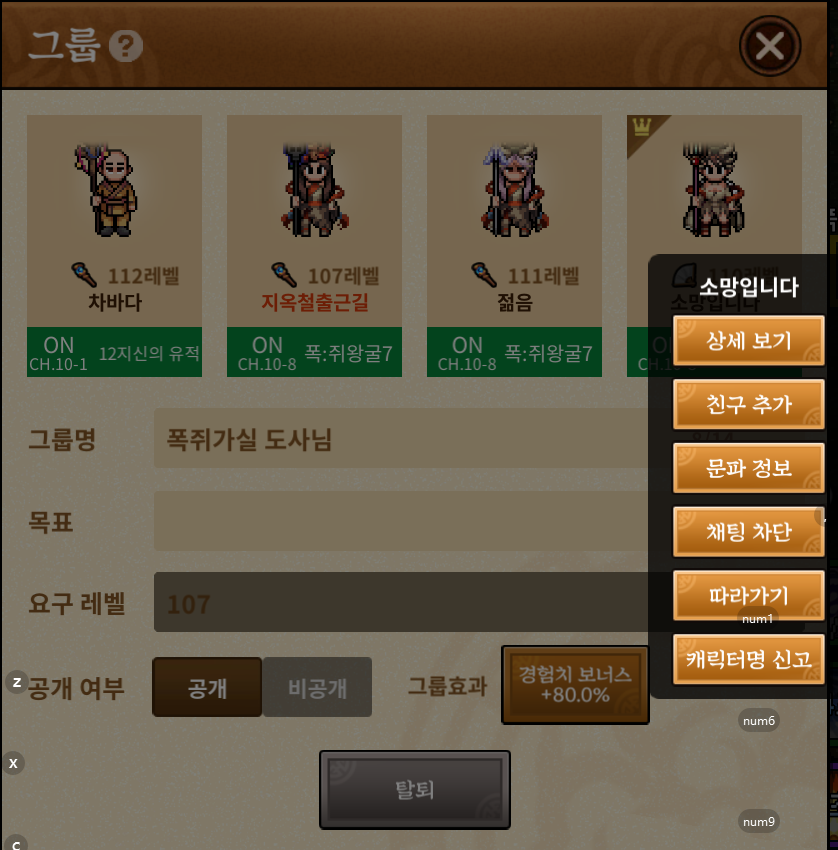 그룹 ?
112레벨
차바다
ON
CH.10-1
12지신의 유적
107레벨
지옥철출근길
ON
CH.10-8
폭:쥐왕굴7
111레벨
젊음
ON
CH.10-8
폭:쥐왕굴7
소망입니다
소망입니다
상세 보기
친구 추가
문파 정보
채팅 차단
따라가기
num1
캐릭터명 신고
그룹명
폭쥐가실 도사님
목표
요구 레벨
107
Z
공개 여부
공개
비공개
그룹효과
경험치 보너스
+80.0%
num6
X
탈퇴
num9
C